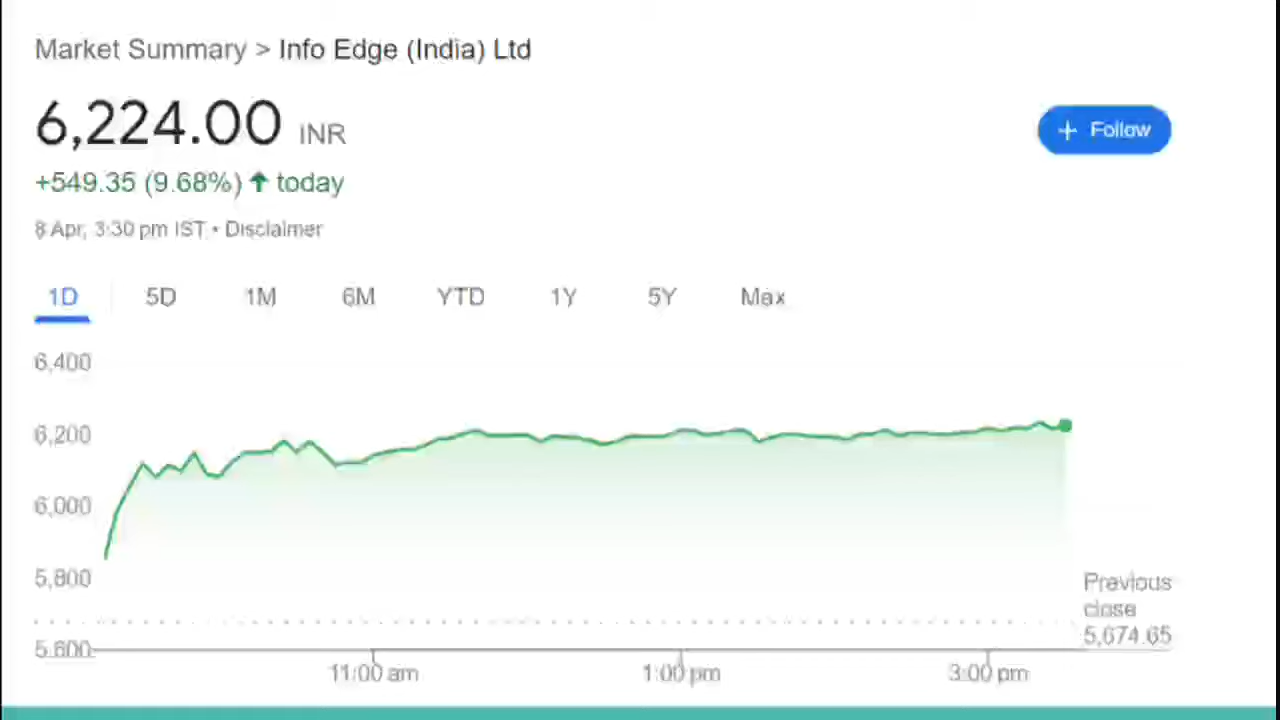 Market Summary > Info Edge (India) Ltd
6,224.00 INR
+ Follow
+549.35 (9.68%) ↑ today
8 Apr, 3:30 pm IST • Disclaimer
1D 5D 1M 6M YTD 1Y 5Y Max
6,400
6,200
6,000
5,800
5,600
Previous
close
5,674.65
11:00 am 1:00 pm 3:00 pm